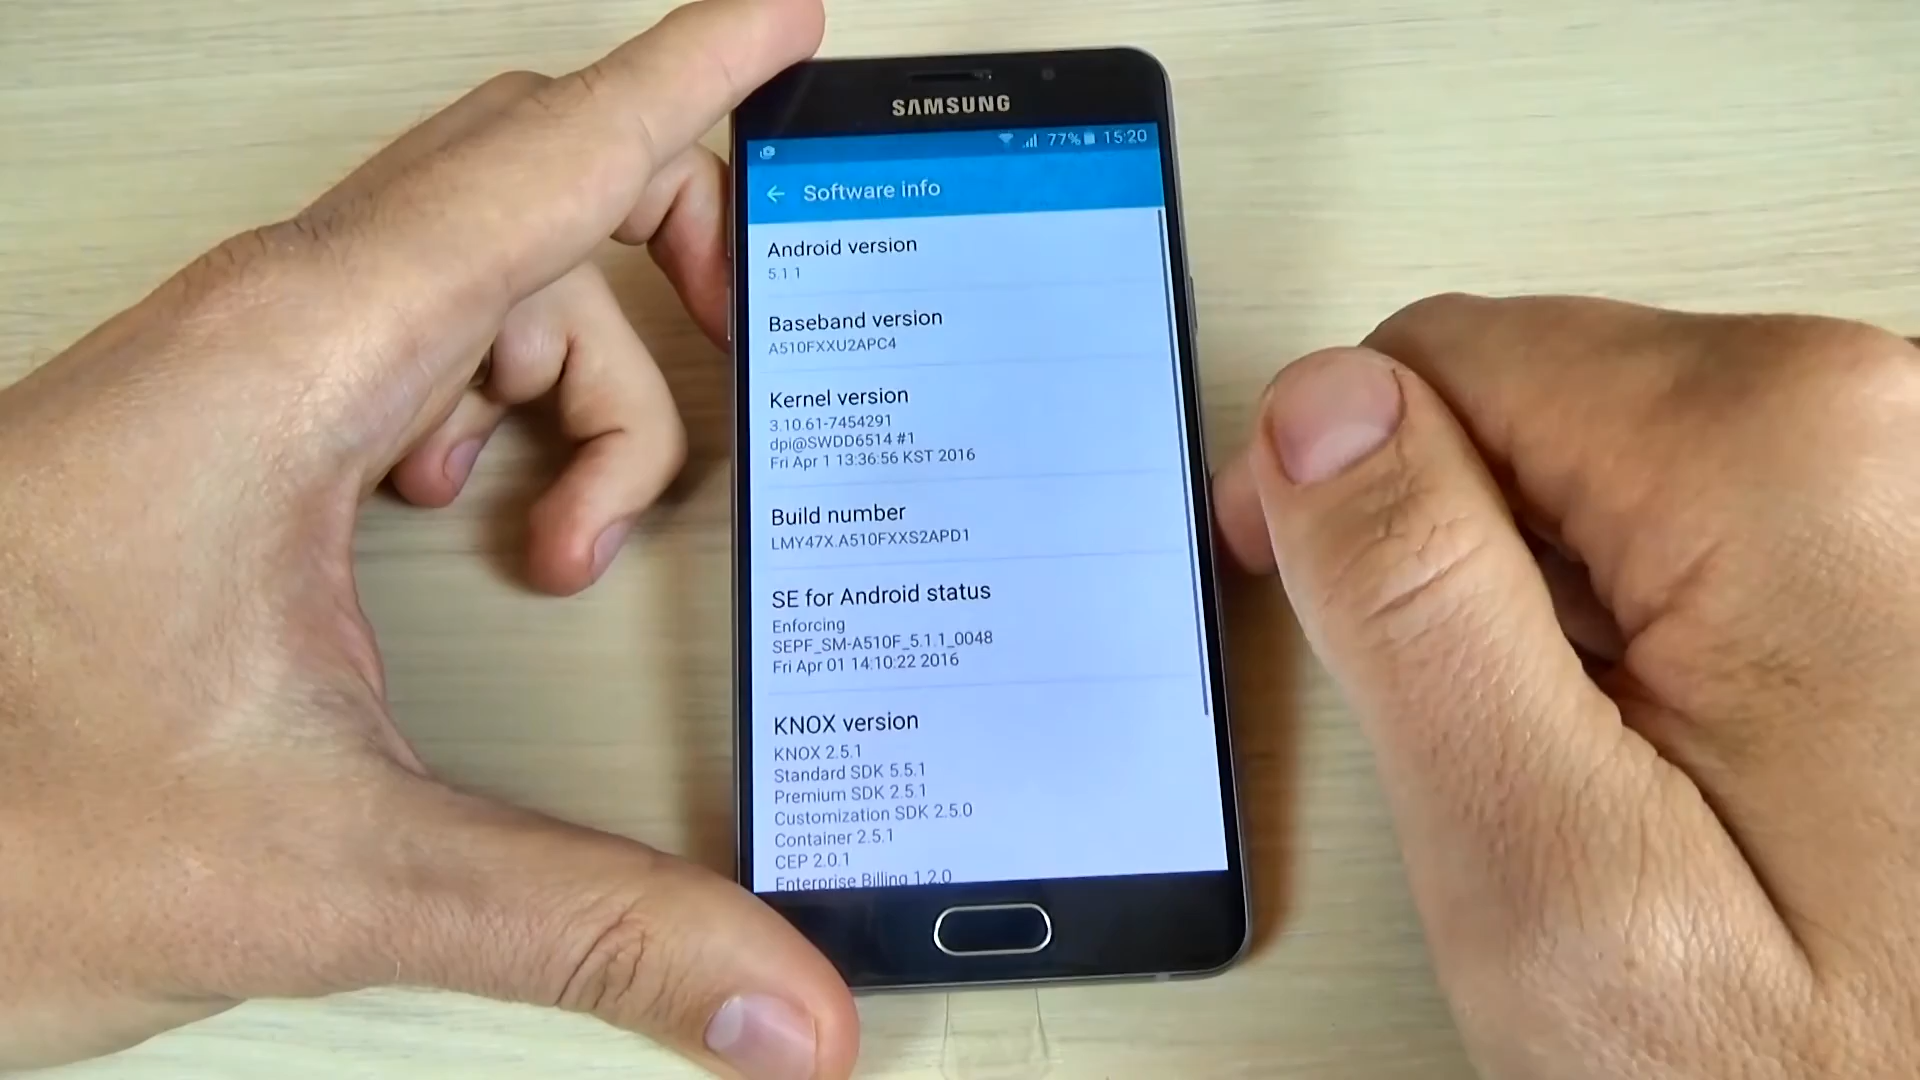 SAMSUNG
77% 15:20
Software info
Android version
5.1.1
Baseband version
A510FXXU2APC4
Kernel version
3.10.61-7454291
dpi@SWDD6514 #1
Fri Apr 1 13:36:56 KST 2016
Build number
LMY47X.A510FXXS2APD1
SE for Android status
Enforcing
SEPF_SM-A510F_5.1.1_0048
Fri Apr 01 14:10:22 2016
KNOX version
KNOX 2.5.1
Standard SDK 5.5.1
Premium SDK 2.5.1
Customization SDK 2.5.0
Container 2.5.1
CEP 2.0.1
Enterprise Billing 1.2.0